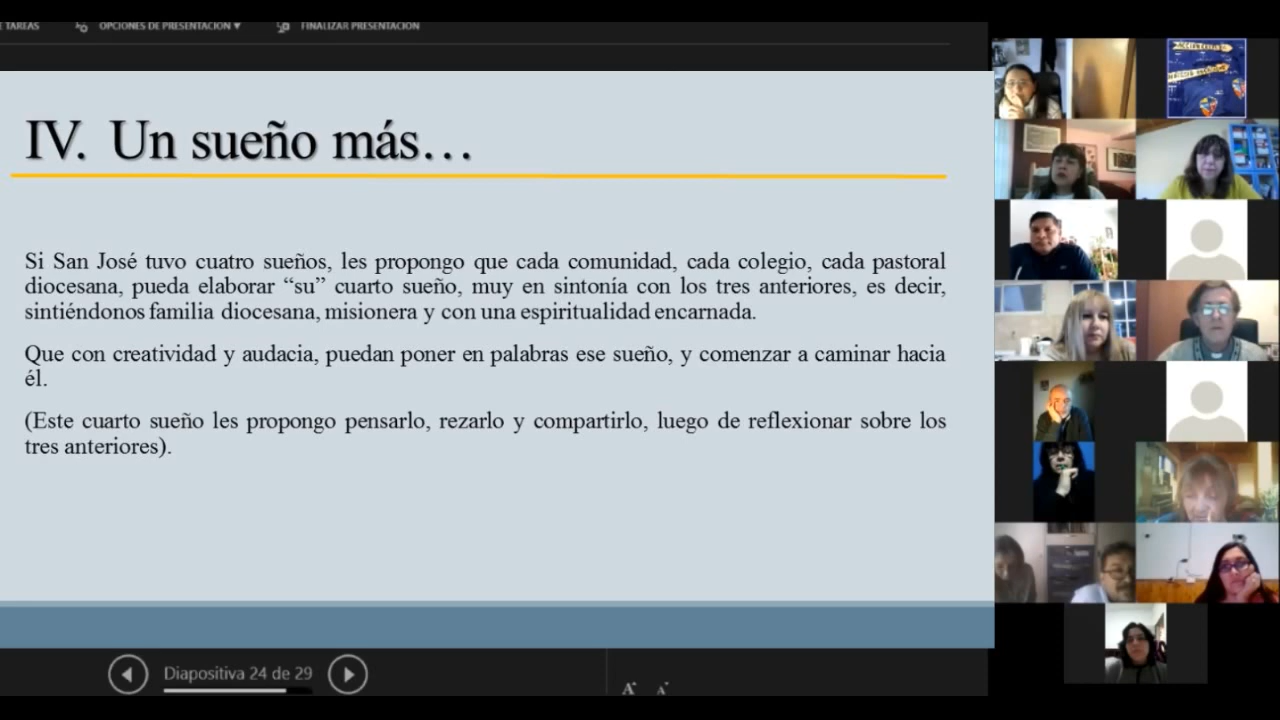 E TAREAS OPCIONES DE PRESENTACIÓN ▼ FINALIZAR PRESENTACIÓN
IV. Un sueño más…
Si San José tuvo cuatro sueños, les propongo que cada comunidad, cada colegio, cada pastoral
diocesana, pueda elaborar “su” cuarto sueño, muy en sintonía con los tres anteriores, es decir,
sintiéndonos familia diocesana, misionera y con una espiritualidad encarnada.
Que con creatividad y audacia, puedan poner en palabras ese sueño, y comenzar a caminar hacia
él.
(Este cuarto sueño les propongo pensarlo, rezarlo y compartirlo, luego de reflexionar sobre los
tres anteriores).
Diapositiva 24 de 29
A A